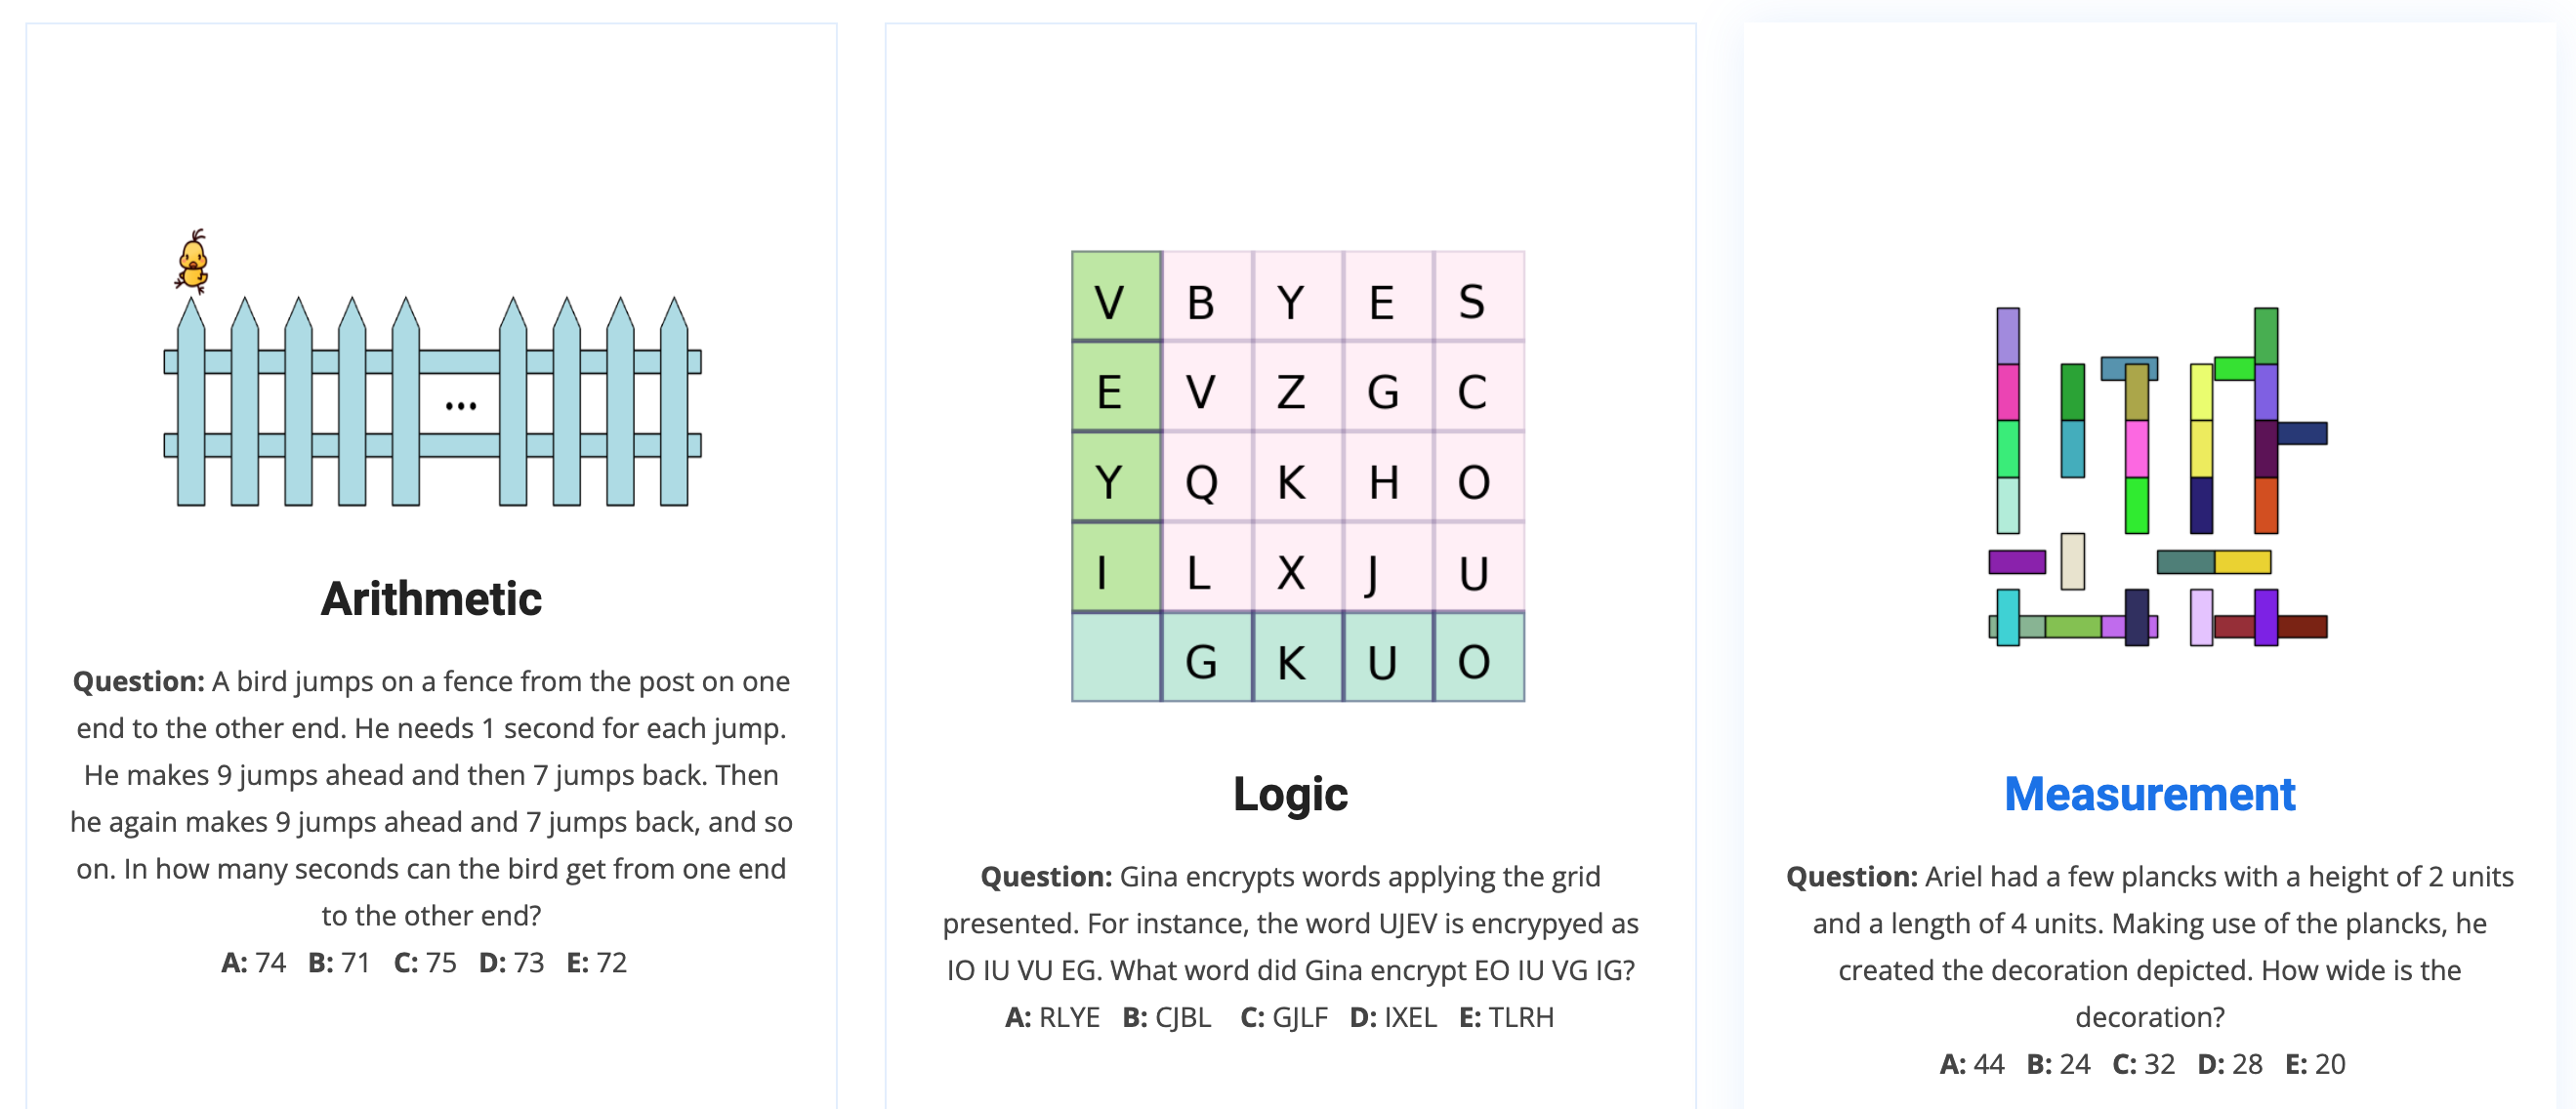 ...
Arithmetic
Question: A bird jumps on a fence from the post on one
end to the other end. He needs 1 second for each jump.
He makes 9 jumps ahead and then 7 jumps back. Then
he again makes 9 jumps ahead and 7 jumps back, and so
on. In how many seconds can the bird get from one end
to the other end?
A: 74 B: 71 C: 75 D: 73 E: 72
V B Y E S
E V Z G C
Y Q K H O
I L X J U
G K U O
Logic
Question: Gina encrypts words applying the grid
presented. For instance, the word UJEV is encrypyed as
IO IU VU EG. What word did Gina encrypt EO IU VG IG?
A: RLYE B: CJBL C: GJLF D: IXEL E: TLRH
Measurement
Question: Ariel had a few plancks with a height of 2 units
and a length of 4 units. Making use of the plancks, he
created the decoration depicted. How wide is the
decoration?
A: 44 B: 24 C: 32 D: 28 E: 20